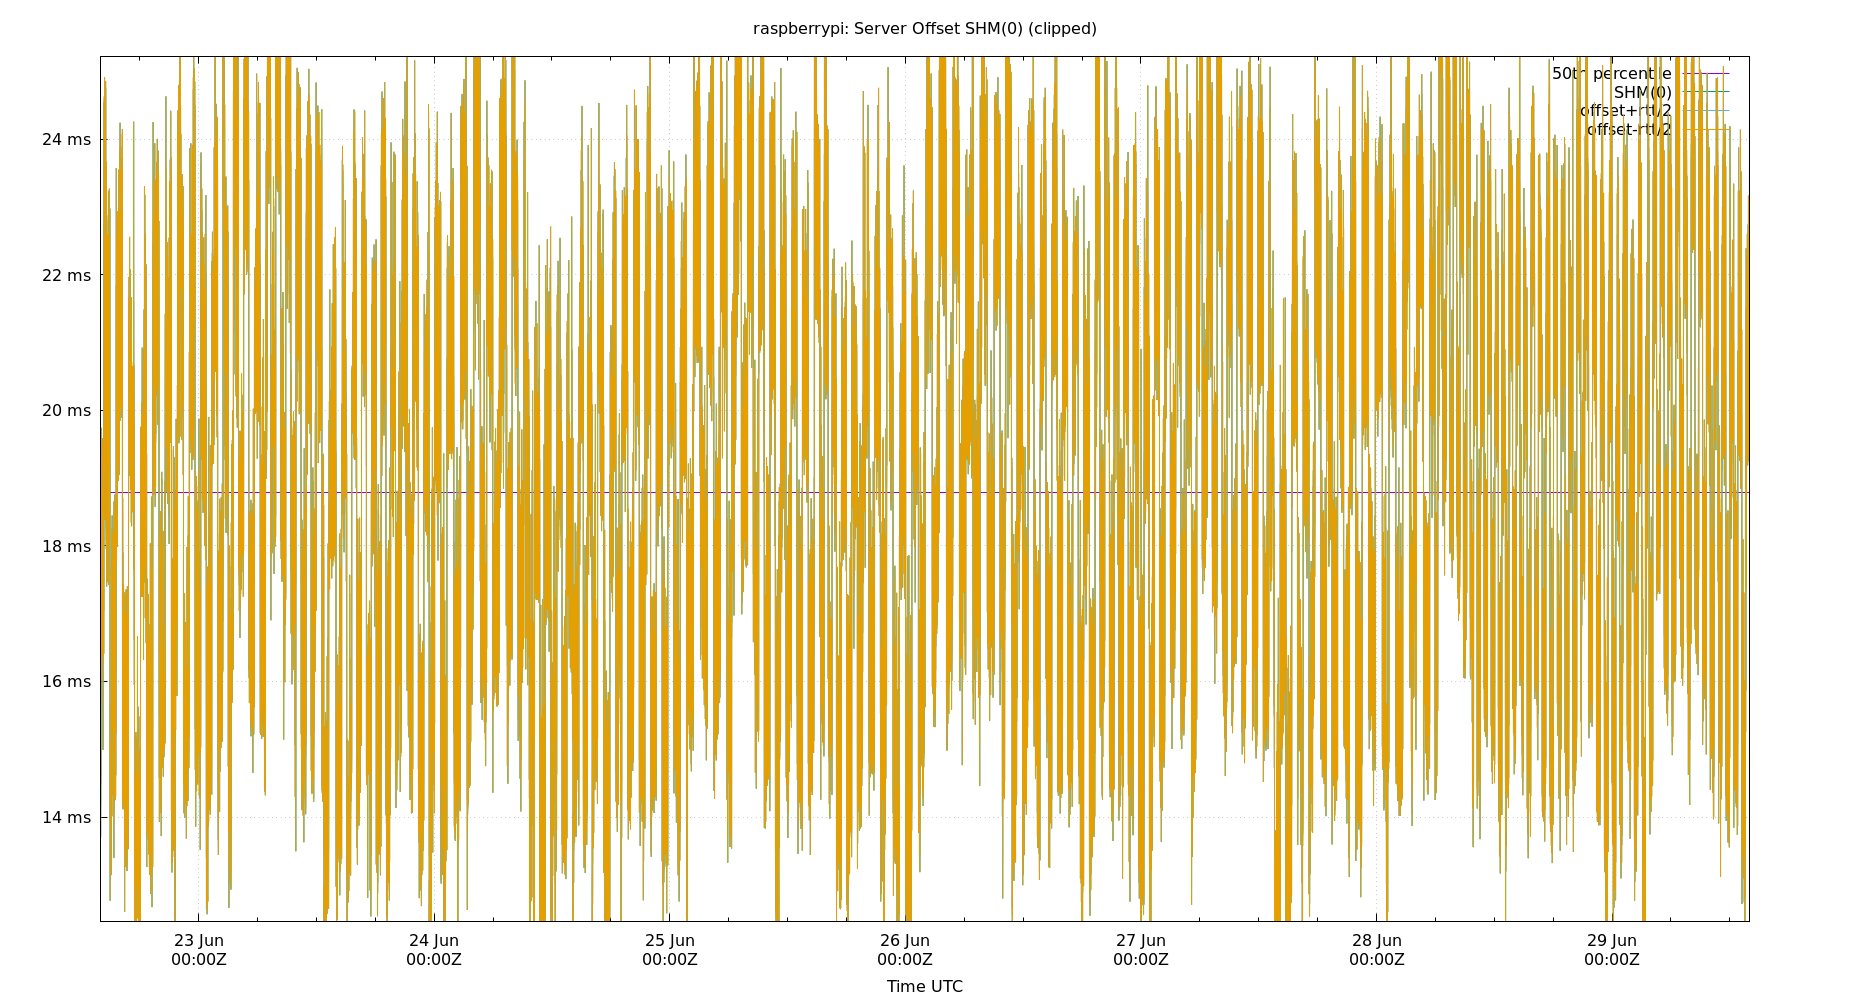 raspberrypi: Server Offset SHM(0) (clipped)
50th percentile
SHM(0)
offset+rtt/2
offset-rtt/2
24 ms
22 ms
20 ms
18 ms
16 ms
14 ms
23 Jun 24 Jun 25 Jun 26 Jun 27 Jun 28 Jun 29 Jun
00:00Z 00:00Z 00:00Z 00:00Z 00:00Z 00:00Z 00:00Z
Time UTC